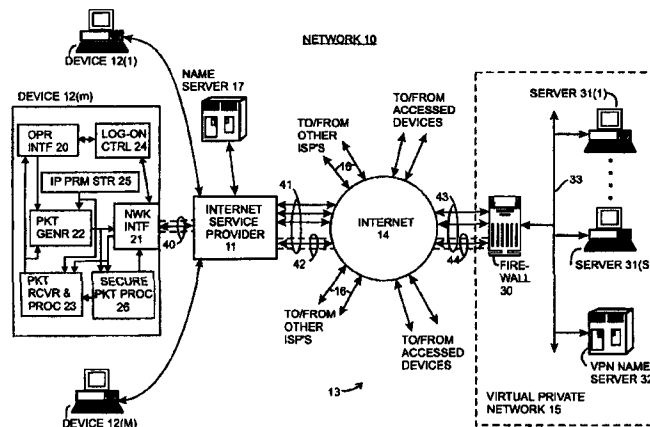 NETWORK 10
DEVICE 12(1)
NAME
SERVER 17
DEVICE 12(m)
OPR
INTF 20
LOG-ON
CTRL 24
IP PRM STR 25
PKT
GENR 22
NWK
INTF
21
PKT
RCVR &
PROC 23
SECURE
PKT PROC
26
40
INTERNET
SERVICE
PROVIDER
11
41
42
TO/FROM
OTHER
ISP'S
16
TO/FROM
ACCESSED
DEVICES
INTERNET
14
16
TO/FROM
OTHER
ISP'S
TO/FROM
ACCESSED
DEVICES
43
44
FIRE-
WALL
30
SERVER 31(1)
33
SERVER 31(S
VPN NAME
SERVER 32
VIRTUAL PRIVATE
NETWORK 15
13
DEVICE 12(M)